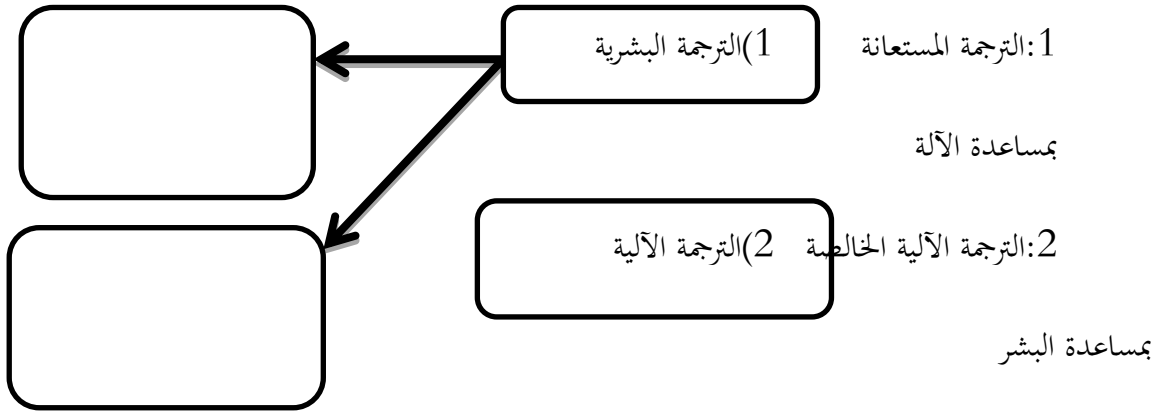 1:الترجمة المستعانة 1)الترجمة البشرية
بمساعدة الآلة
2:الترجمة الآلية الخالصة 2)الترجمة الآلية
بمساعدة البشر